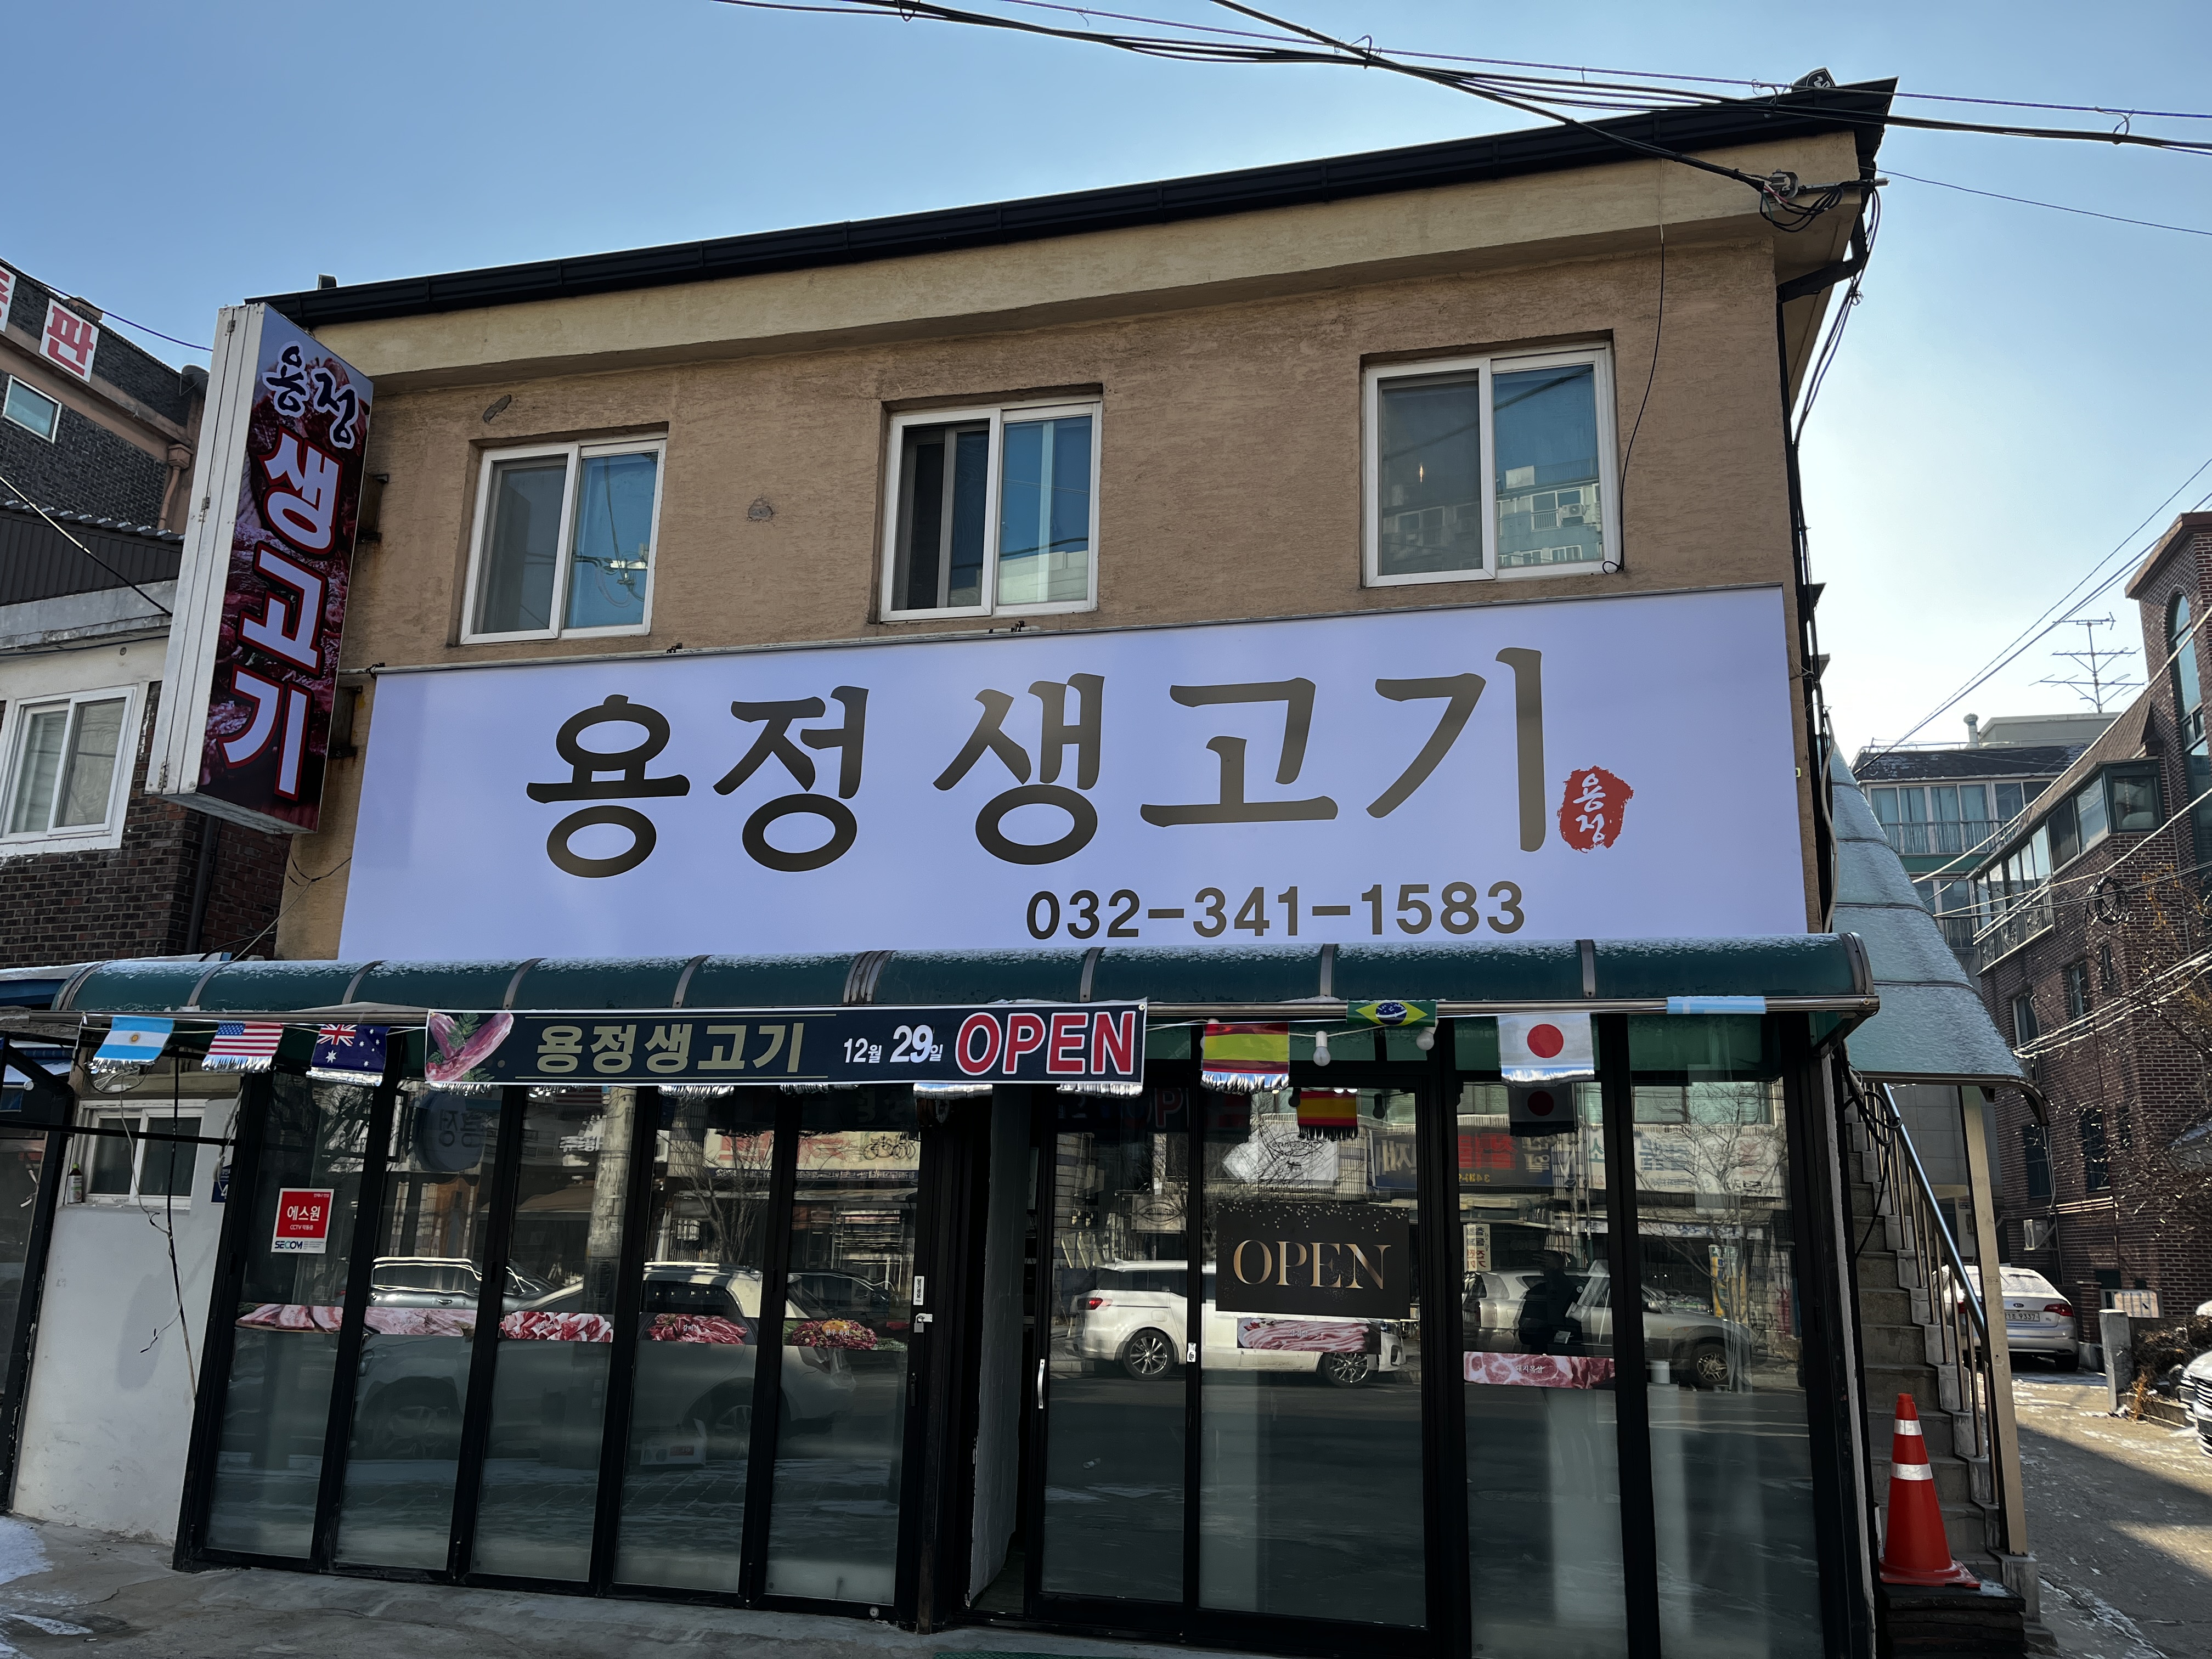 판
용정
생고기
용정 생고기
용정
032-341-1583
용정생고기 12월 29일 OPEN
에스원
SECOM
OPEN